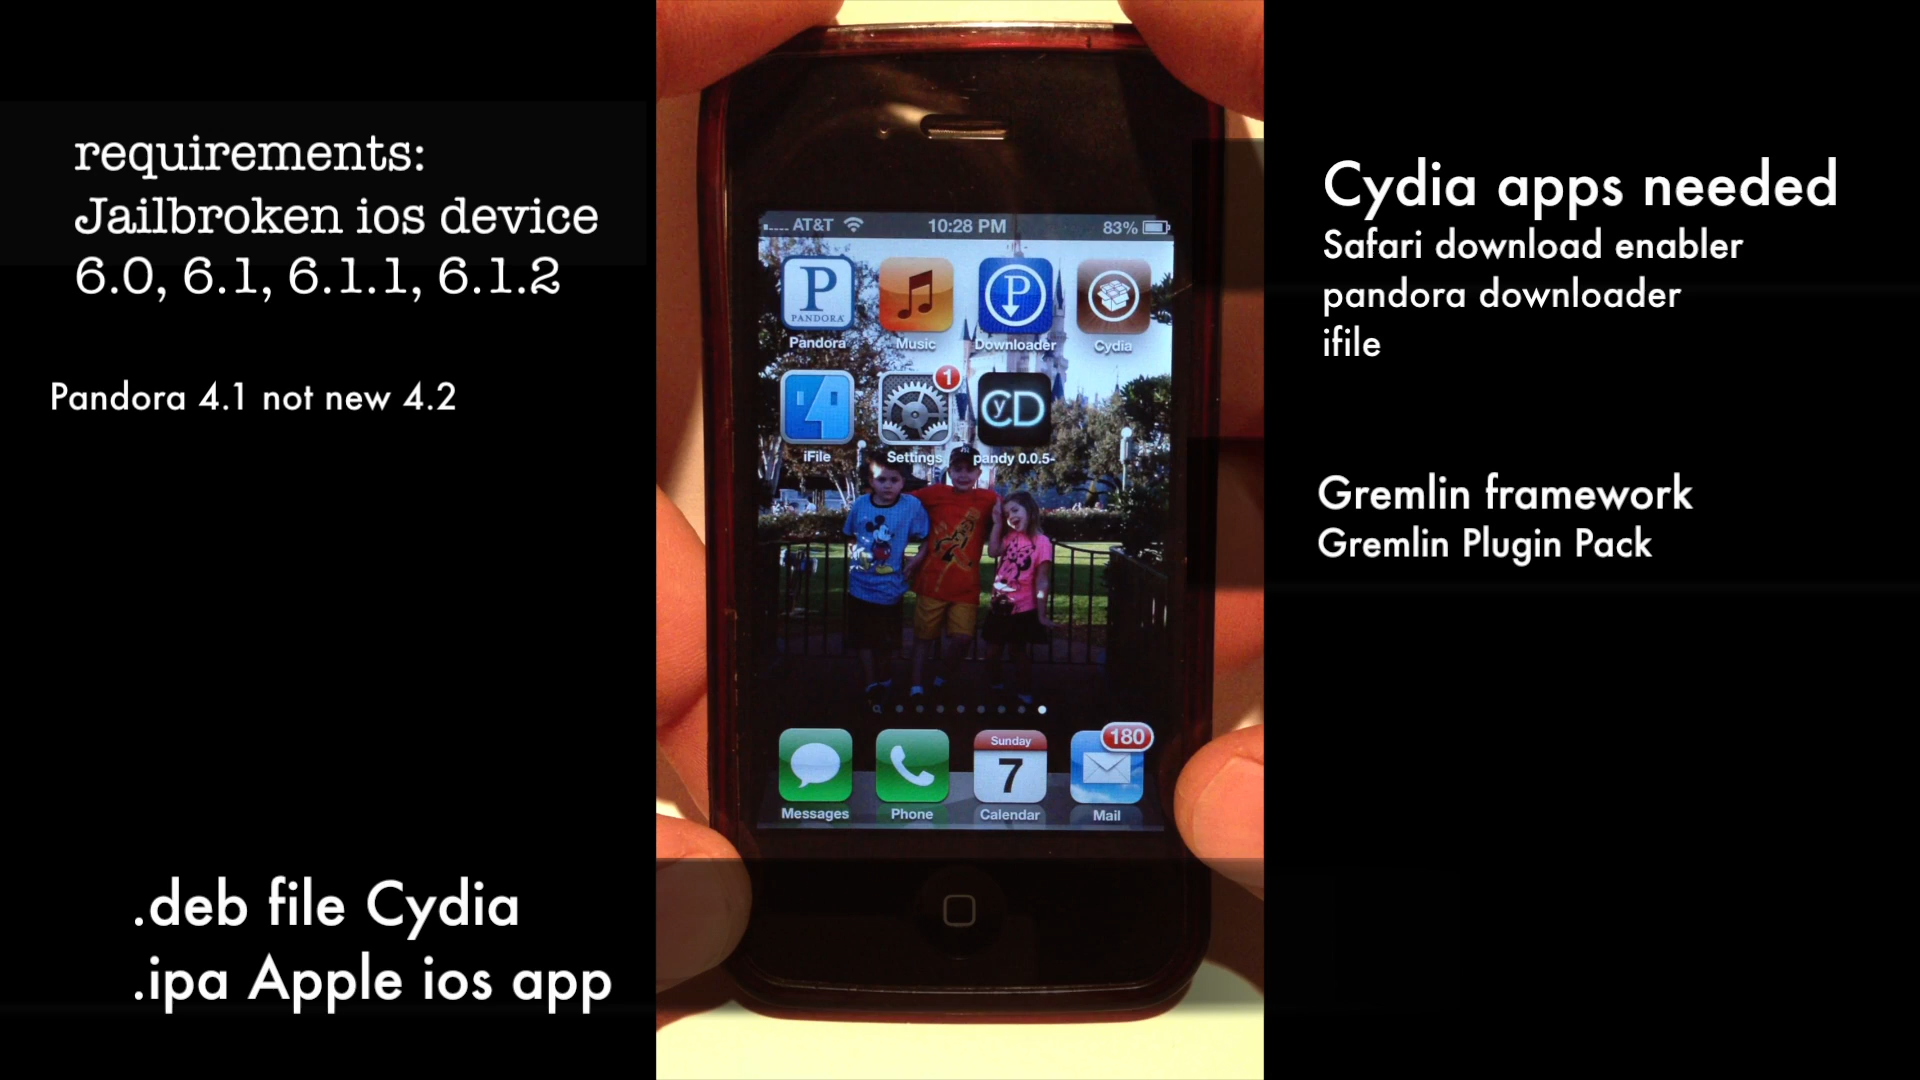 requirements:
Jailbroken ios device
6.0, 6.1, 6.1.1, 6.1.2
Pandora 4.1 not new 4.2
.deb file Cydia
.ipa Apple ios app
AT&T 10:28 PM 83%
P P
PANDORA
Pandora Music Downloader Cydia
1
CyD
iFile Settings pandy 0.0.5-
Sunday 180
7
Messages Phone Calendar Mail
Cydia apps needed
Safari download enabler
pandora downloader
ifile
Gremlin framework
Gremlin Plugin Pack